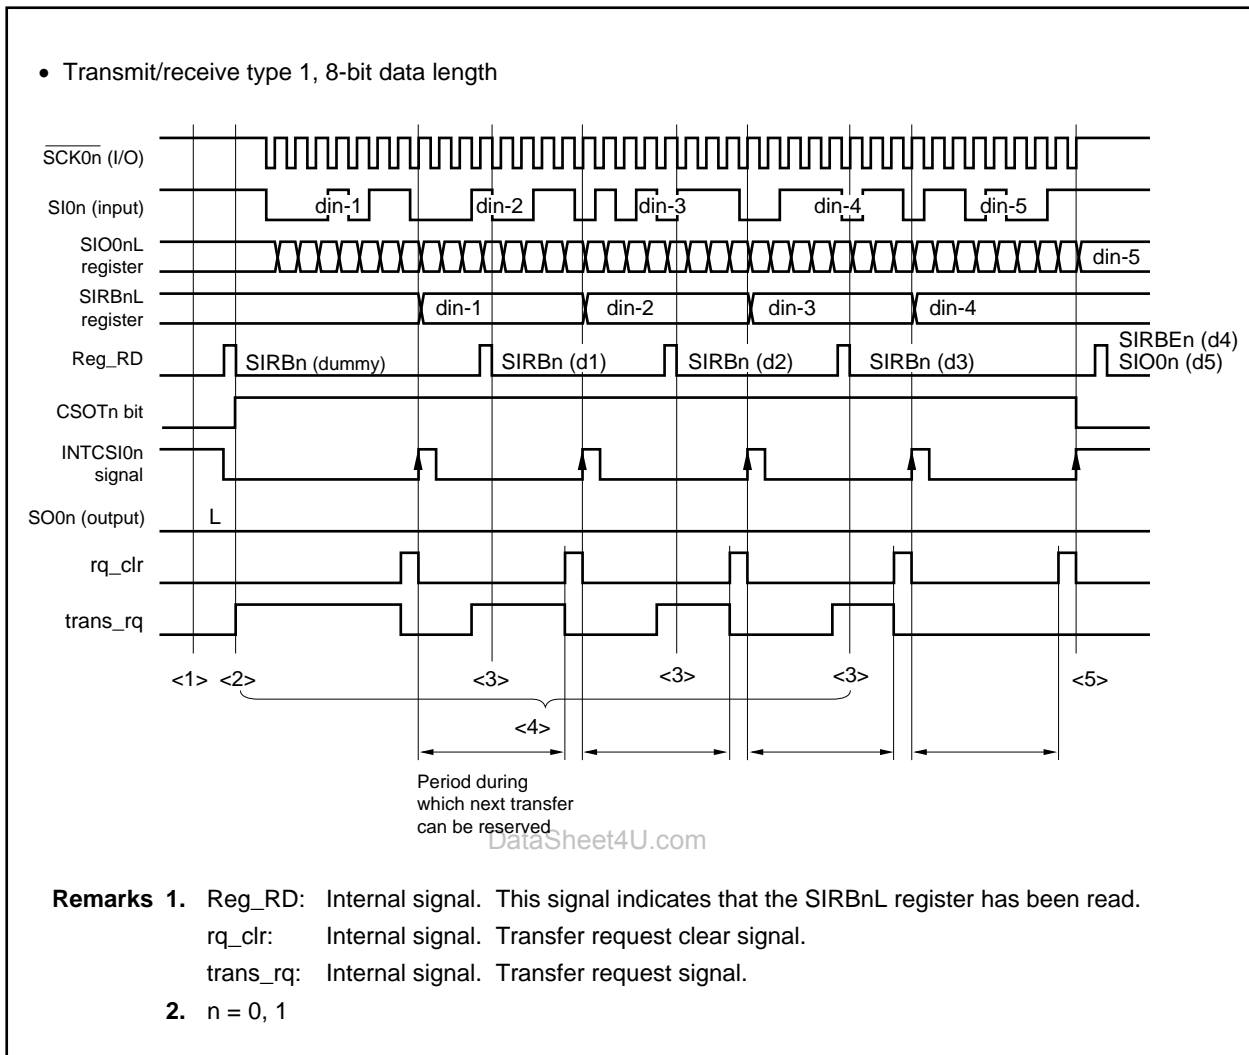 • Transmit/receive type 1, 8-bit data length
SCK0n (I/O)
SI0n (input)
din-1
din-2
din-3
din-4
din-5
SIO0nL
register
din-5
SIRBnL
register
din-1
din-2
din-3
din-4
Reg_RD
SIRBn (dummy)
SIRBn (d1)
SIRBn (d2)
SIRBn (d3)
SIRBEn (d4)
SIO0n (d5)
CSOTn bit
INTCSI0n
signal
SO0n (output)
L
rq_clr
trans_rq
<1> <2> <3> <3> <3> <5>
<4>
Period during
which next transfer
can be reserved
DataSheet4U.com
Remarks 1. Reg_RD: Internal signal. This signal indicates that the SIRBnL register has been read.
rq_clr: Internal signal. Transfer request clear signal.
trans_rq: Internal signal. Transfer request signal.
2. n = 0, 1